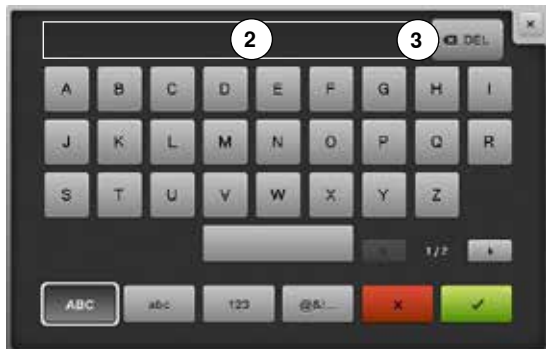 2 3 DEL ×
A B C D E F G H I
J K L M N O P Q R
S T U V W X Y Z
1/2
ABC abc 123 @&!...